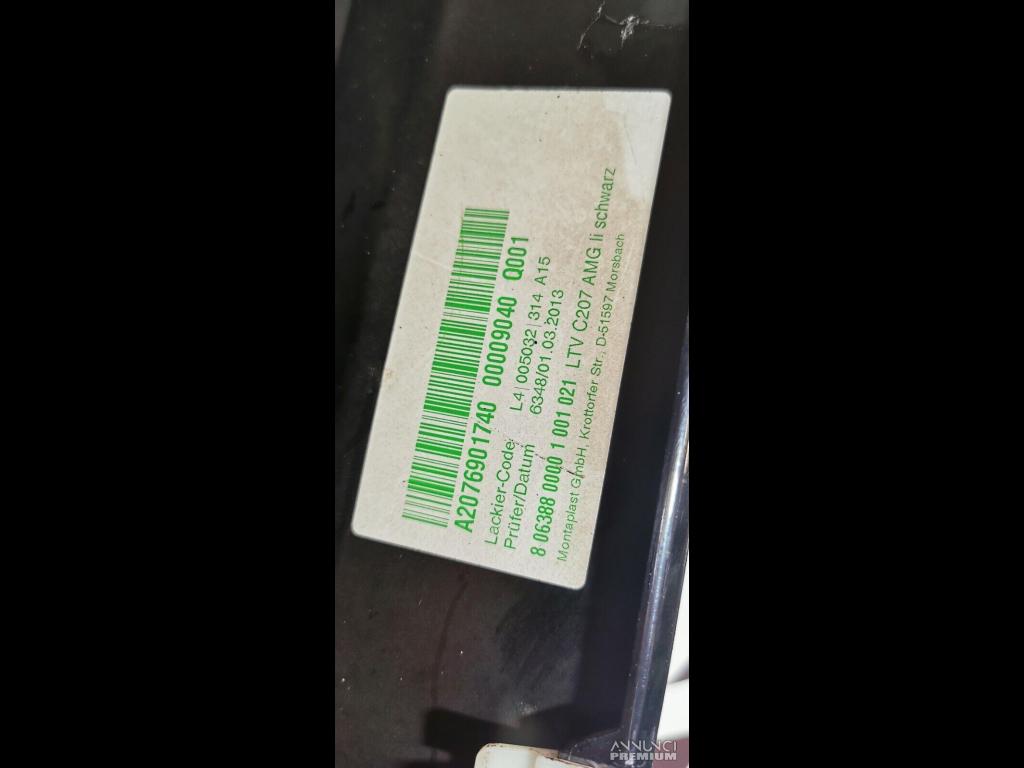 A2076901740 00009040 Q001
Lackier-Code: L4|005032|314 A15
Prüfer/Datum 6348/01.03.2013
8 06388 0000 1 001 021 LTV C207 AMG li schwarz
Montaplast GmbH, Krottorfer Str., D-51597 Morsbach
ANNUNCI
PREMIUM